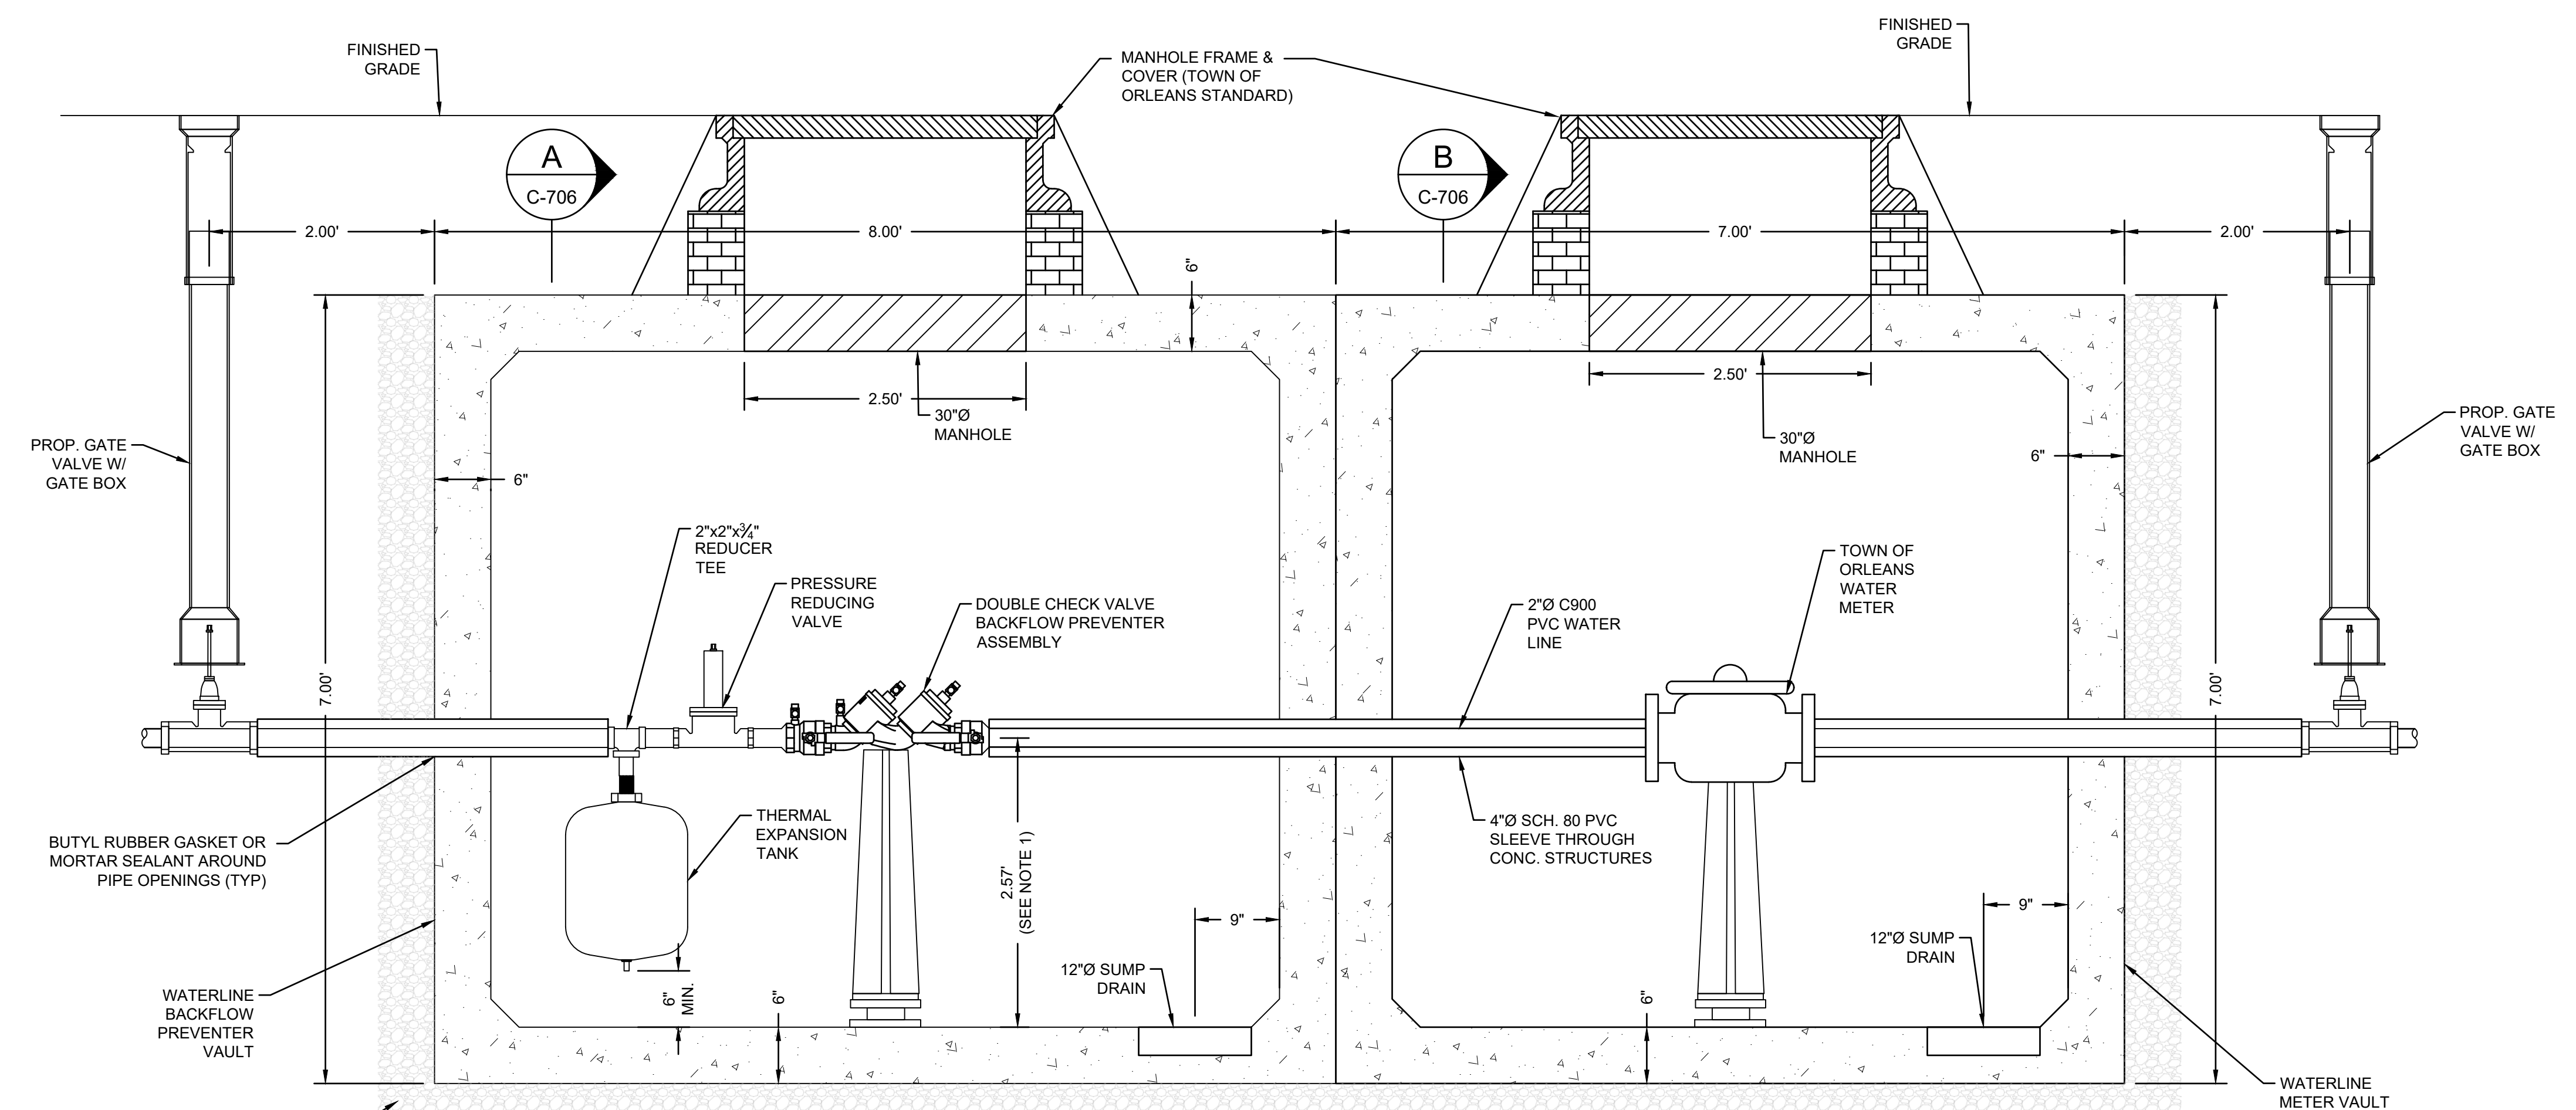 FINISHED
GRADE
MANHOLE FRAME &
COVER (TOWN OF
ORLEANS STANDARD)
FINISHED
GRADE
A
C-706
B
C-706
2.00'
8.00'
7.00'
2.00'
6"
2.50'
30"Ø
MANHOLE
2.50'
30"Ø
MANHOLE
PROP. GATE
VALVE W/
GATE BOX
6"
6"
PROP. GATE
VALVE W/
GATE BOX
2"x2"x¾"
REDUCER
TEE
PRESSURE
REDUCING
VALVE
DOUBLE CHECK VALVE
BACKFLOW PREVENTER
ASSEMBLY
2"Ø C900
PVC WATER
LINE
TOWN OF
ORLEANS
WATER
METER
7.00'
7.00'
BUTYL RUBBER GASKET OR
MORTAR SEALANT AROUND
PIPE OPENINGS (TYP)
THERMAL
EXPANSION
TANK
2.57'
(SEE NOTE 1)
4"Ø SCH. 80 PVC
SLEEVE THROUGH
CONC. STRUCTURES
9"
9"
12"Ø SUMP
DRAIN
12"Ø SUMP
DRAIN
WATERLINE
BACKFLOW
PREVENTER
VAULT
6"
MIN.
6"
6"
WATERLINE
METER VAULT